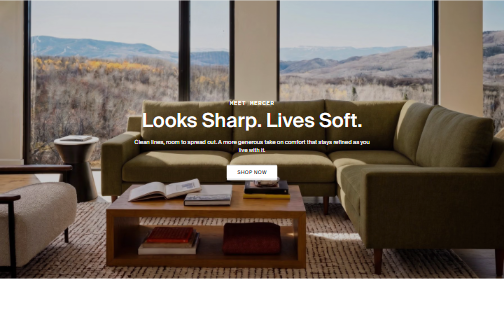 MEET MERGER
Looks Sharp. Lives Soft.
Clean lines, room to spread out. A more generous take on comfort that stays refined as you
live with it.
SHOP NOW